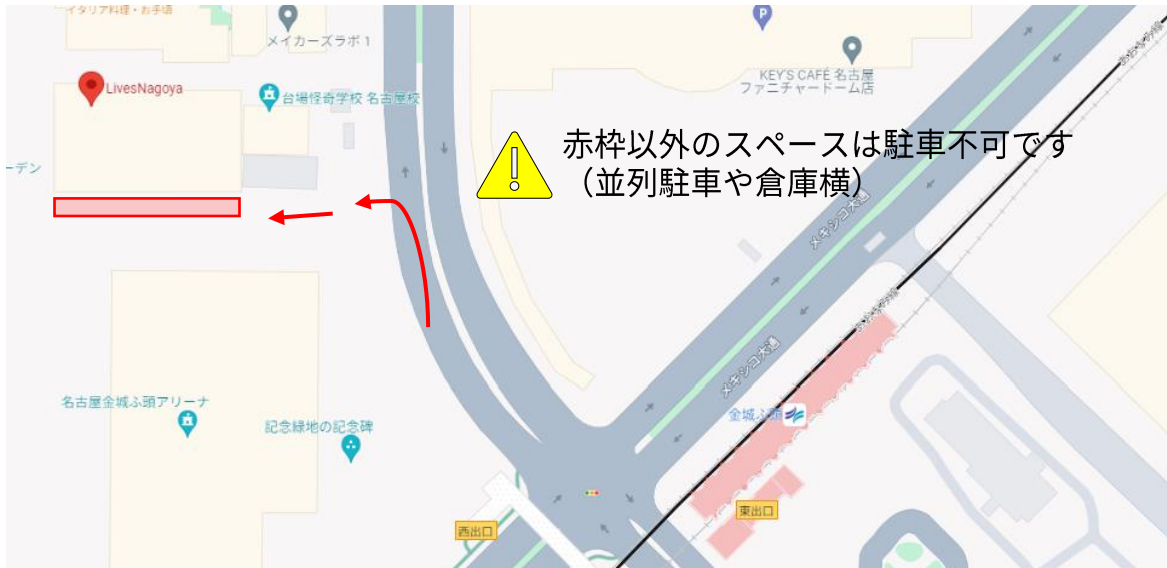 イタリア料理・お手頃
メイカーズラボ 1
LivesNagoya
台場怪奇学校 名古屋校
P
KEY'S CAFÉ 名古屋
ファニチャードーム店
赤枠以外のスペースは駐車不可です
（並列駐車や倉庫横）
ーデン
メキシコ大通
メキシコ大通
金城ふ頭
名古屋金城ふ頭アリーナ
記念緑地の記念碑
西出口
東出口